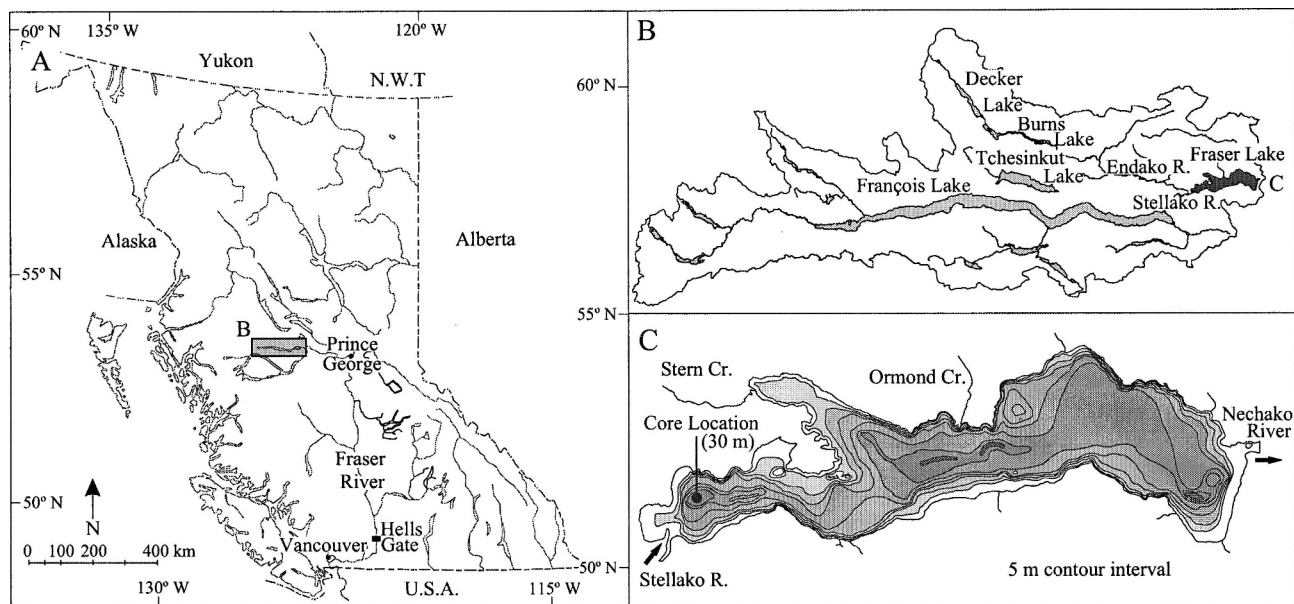 135° W
120° W
60° N
A
Yukon
N.W.T
Alaska
Alberta
55° N
B
Prince
George
Fraser
River
50° N
N
0 100 200 400 km
Vancouver
Hells
Gate
U.S.A.
130° W
115° W
B
60° N
Decker
Lake
Burns
Lake
Tchesinkut
Lake
Endako R.
Fraser Lake
C
François Lake
Stellako R.
55° N
C
Stern Cr.
Ormond Cr.
Core Location
(30 m)
Nechako
River
Stellako R.
5 m contour interval
50° N